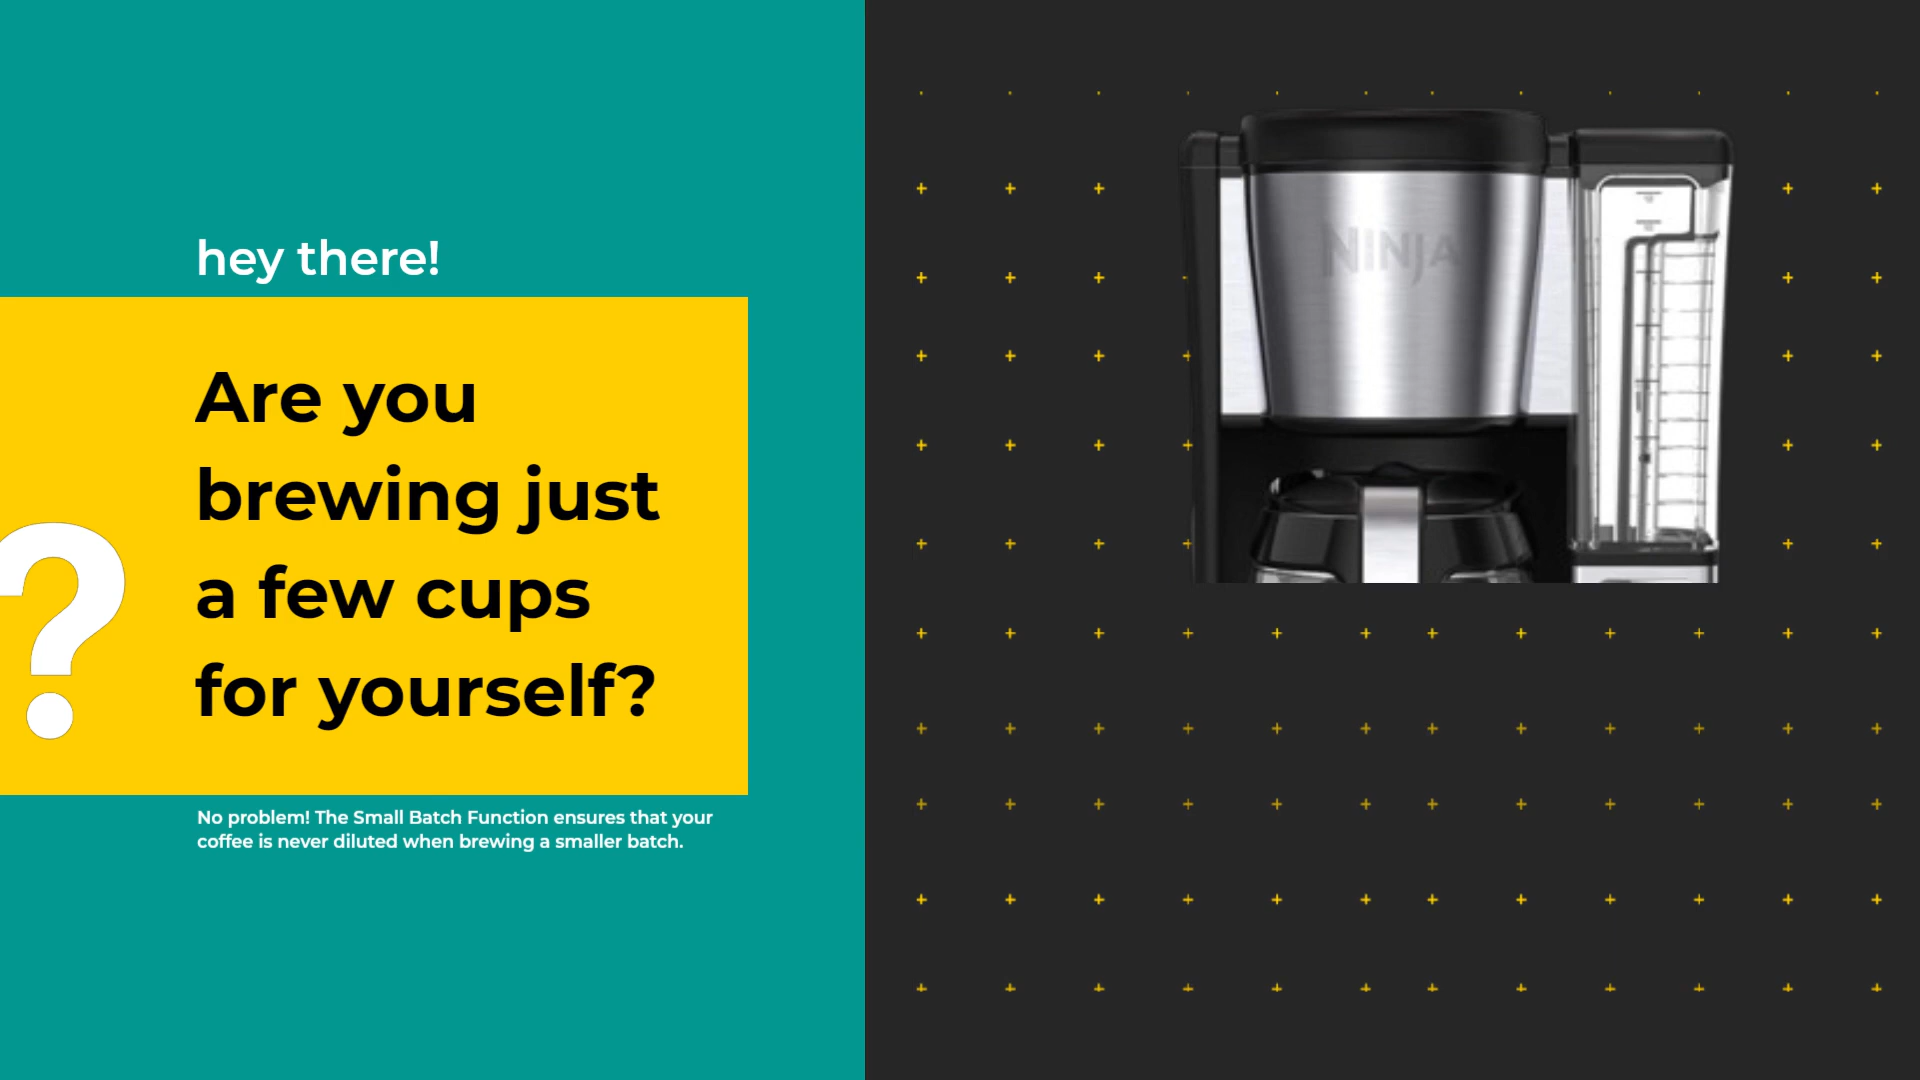 hey there!
Are you
brewing just
a few cups
for yourself?
?
No problem! The Small Batch Function ensures that your
coffee is never diluted when brewing a smaller batch.
NINJA